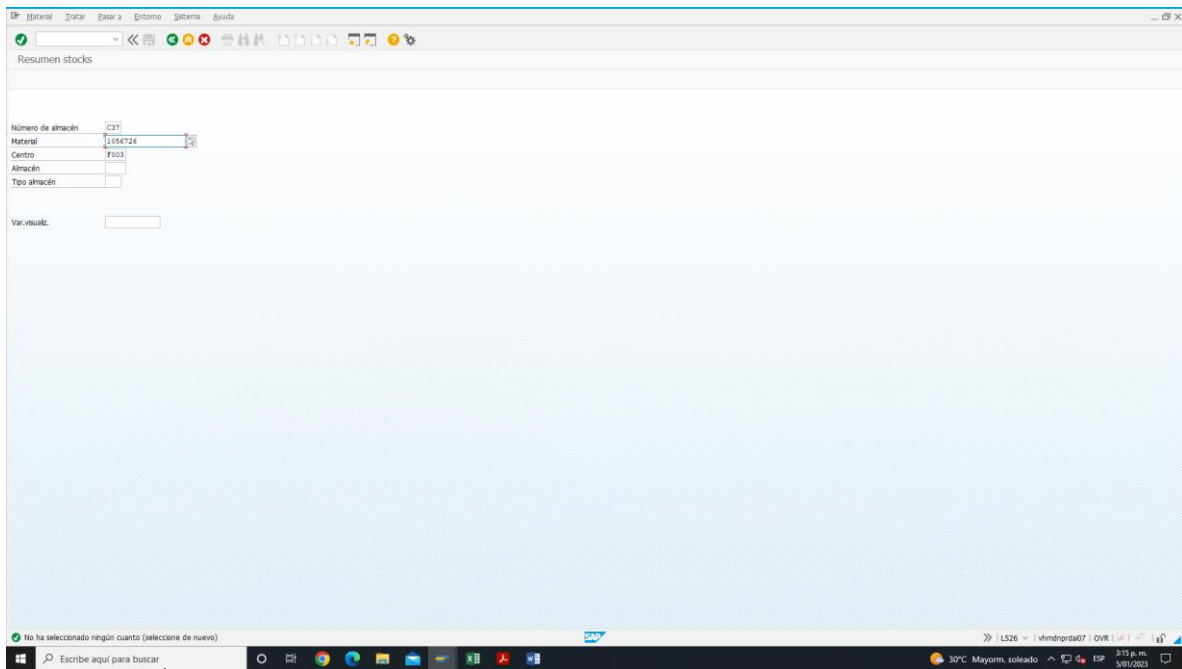 Material Tratar Pasar a Entorno Sistema Ayuda
Resumen stocks
Número de almacén C3T
Material 1056726
Centro F003
Almacén
Tipo almacén
Var.visualiz.
No ha seleccionado ningún cuanto (seleccione de nuevo) SAP LS26 vhmdnprdai07 OVR
Escribe aquí para buscar 30°C Mayorm. soleado ESP 3:15 p. m.
5/01/2023